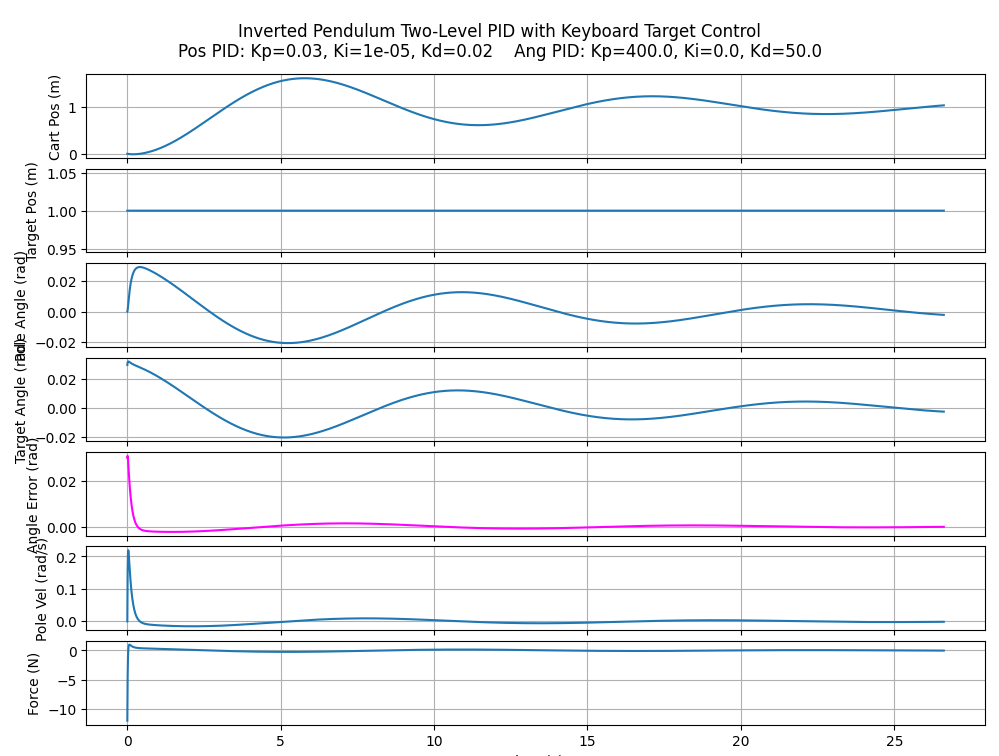 Inverted Pendulum Two-Level PID with Keyboard Target Control
Pos PID: Kp=0.03, Ki=1e-05, Kd=0.02    Ang PID: Kp=400.0, Ki=0.0, Kd=50.0
Cart Pos (m)
1
0
Target Pos (m)
1.05
1.00
0.95
Pole Angle (rad)
0.02
0.00
−0.02
Target Angle (rad)
0.02
0.00
−0.02
Angle Error (rad)
0.02
0.00
Pole Vel (rad/s)
0.2
0.1
0.0
Force (N)
0
−5
−10
0 5 10 15 20 25